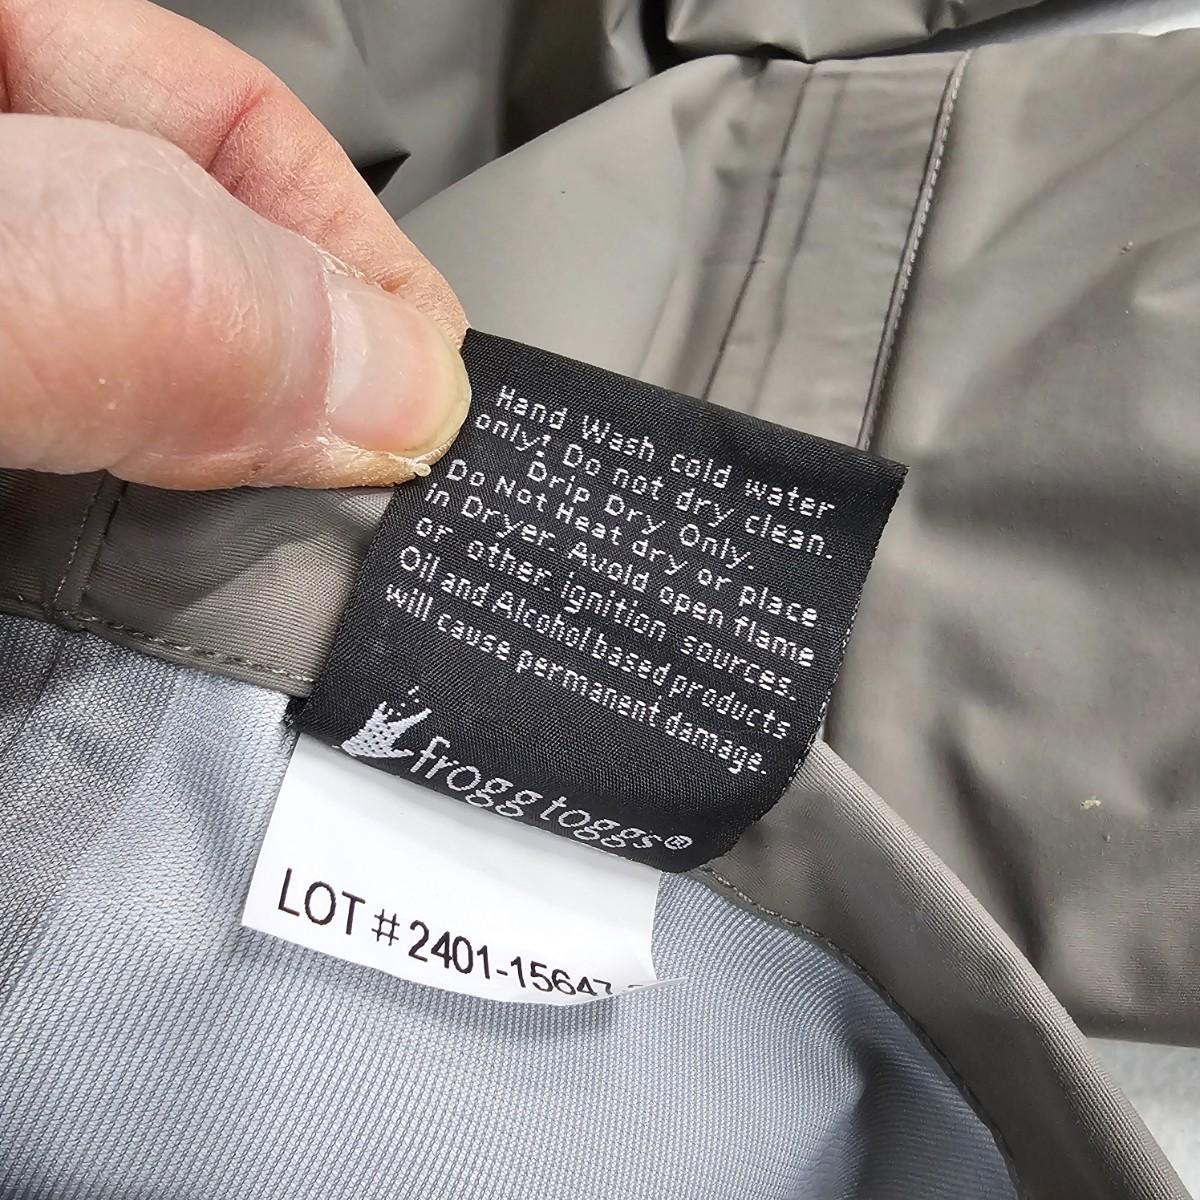 Hand Wash cold water
only! Do not dry clean.
Drip Dry Only.
Do Not Heat dry or place
in Dryer. Avoid open flame
or other ignition sources.
Oil and Alcohol based products
will cause permanent damage.
frogg toggs®
LOT # 2401-15647